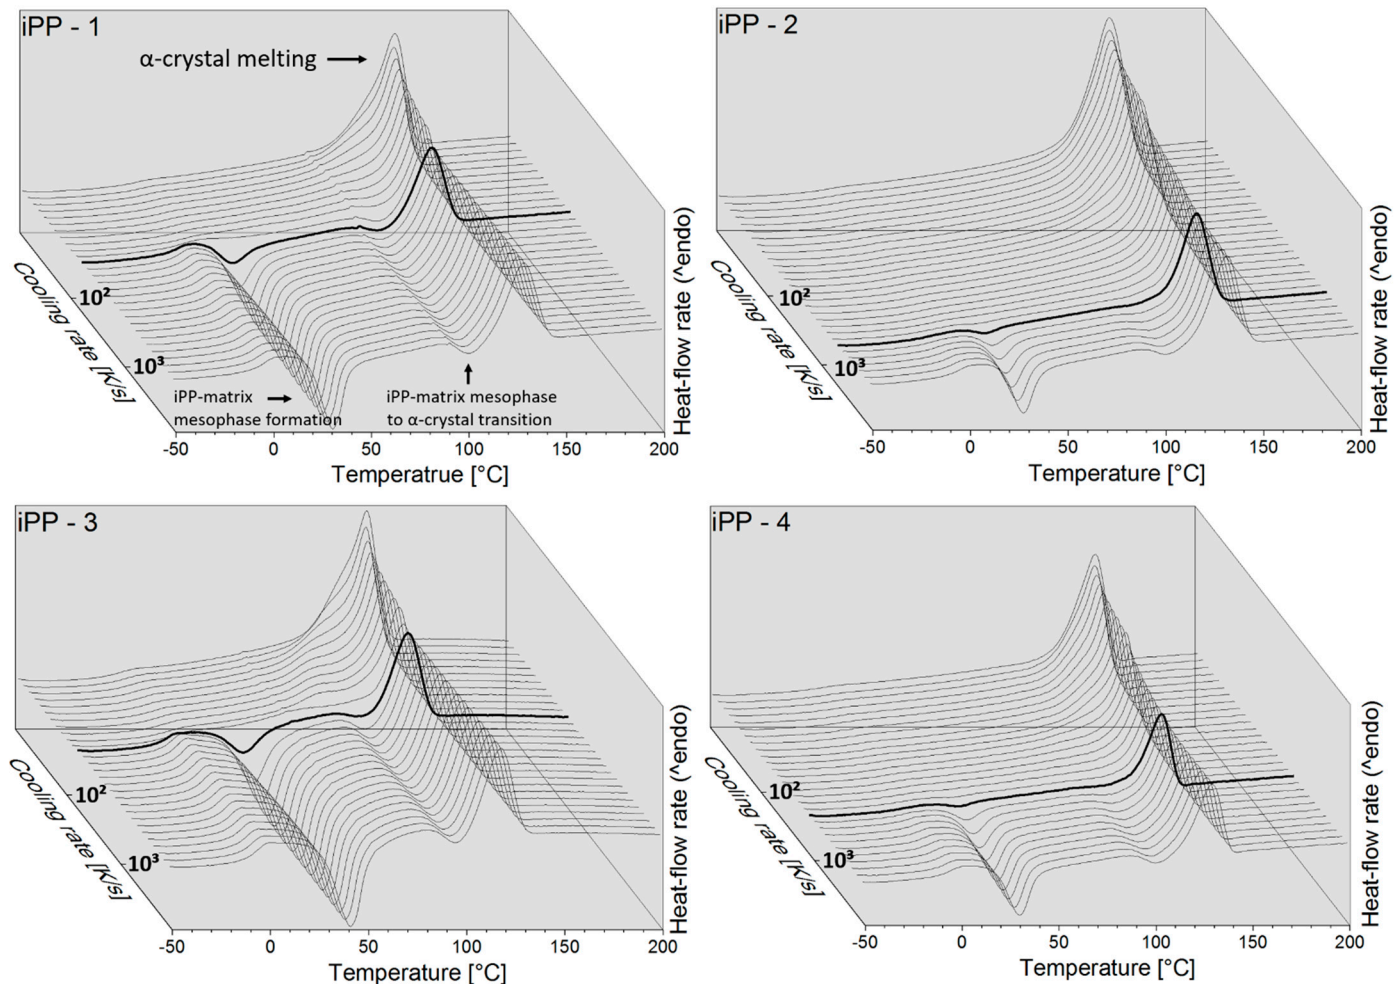 iPP - 1
α-crystal melting
Cooling rate [K/s]
10²
10³
iPP-matrix
mesophase formation
iPP-matrix mesophase
to α-crystal transition
Heat-flow rate (^endo)
-50 0 50 100 150 200
Temperatrue [°C]
iPP - 2
Cooling rate [K/s]
10²
10³
Heat-flow rate (^endo)
-50 0 50 100 150 200
Temperature [°C]
iPP - 3
Cooling rate [K/s]
10²
10³
Heat-flow rate (^endo)
-50 0 50 100 150 200
Temperature [°C]
iPP - 4
Cooling rate [K/s]
10²
10³
Heat-flow rate (^endo)
-50 0 50 100 150 200
Temperature [°C]